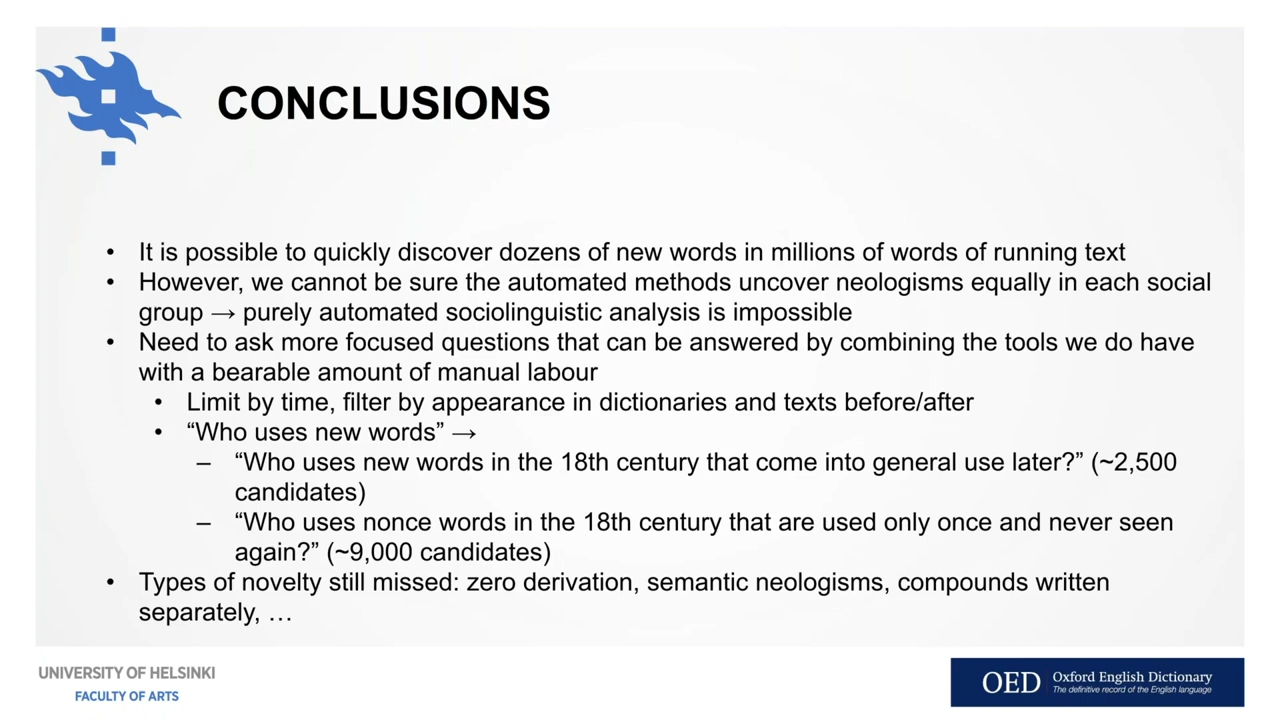 CONCLUSIONS
• It is possible to quickly discover dozens of new words in millions of words of running text
• However, we cannot be sure the automated methods uncover neologisms equally in each social
group → purely automated sociolinguistic analysis is impossible
• Need to ask more focused questions that can be answered by combining the tools we do have
with a bearable amount of manual labour
• Limit by time, filter by appearance in dictionaries and texts before/after
• “Who uses new words” →
– “Who uses new words in the 18th century that come into general use later?” (~2,500
candidates)
– “Who uses nonce words in the 18th century that are used only once and never seen
again?” (~9,000 candidates)
• Types of novelty still missed: zero derivation, semantic neologisms, compounds written
separately, …
UNIVERSITY OF HELSINKI
FACULTY OF ARTS
OED Oxford English Dictionary
The definitive record of the English language